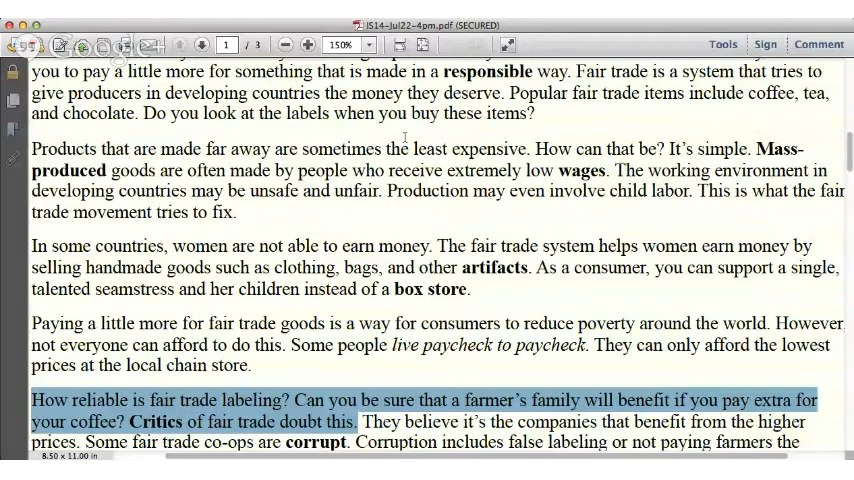 IS14-Jul22-4pm.pdf (SECURED)
Google+
1 / 3
150%
Tools
Sign
Comment
you to pay a little more for something that is made in a responsible way. Fair trade is a system that tries to
give producers in developing countries the money they deserve. Popular fair trade items include coffee, tea,
and chocolate. Do you look at the labels when you buy these items?
Products that are made far away are sometimes the least expensive. How can that be? It's simple. Mass-
produced goods are often made by people who receive extremely low wages. The working environment in
developing countries may be unsafe and unfair. Production may even involve child labor. This is what the fair
trade movement tries to fix.
In some countries, women are not able to earn money. The fair trade system helps women earn money by
selling handmade goods such as clothing, bags, and other artifacts. As a consumer, you can support a single,
talented seamstress and her children instead of a box store.
Paying a little more for fair trade goods is a way for consumers to reduce poverty around the world. However,
not everyone can afford to do this. Some people live paycheck to paycheck. They can only afford the lowest
prices at the local chain store.
How reliable is fair trade labeling? Can you be sure that a farmer's family will benefit if you pay extra for
your coffee? Critics of fair trade doubt this. They believe it's the companies that benefit from the higher
prices. Some fair trade co-ops are corrupt. Corruption includes false labeling or not paying farmers the
8.50 x 11.00 in